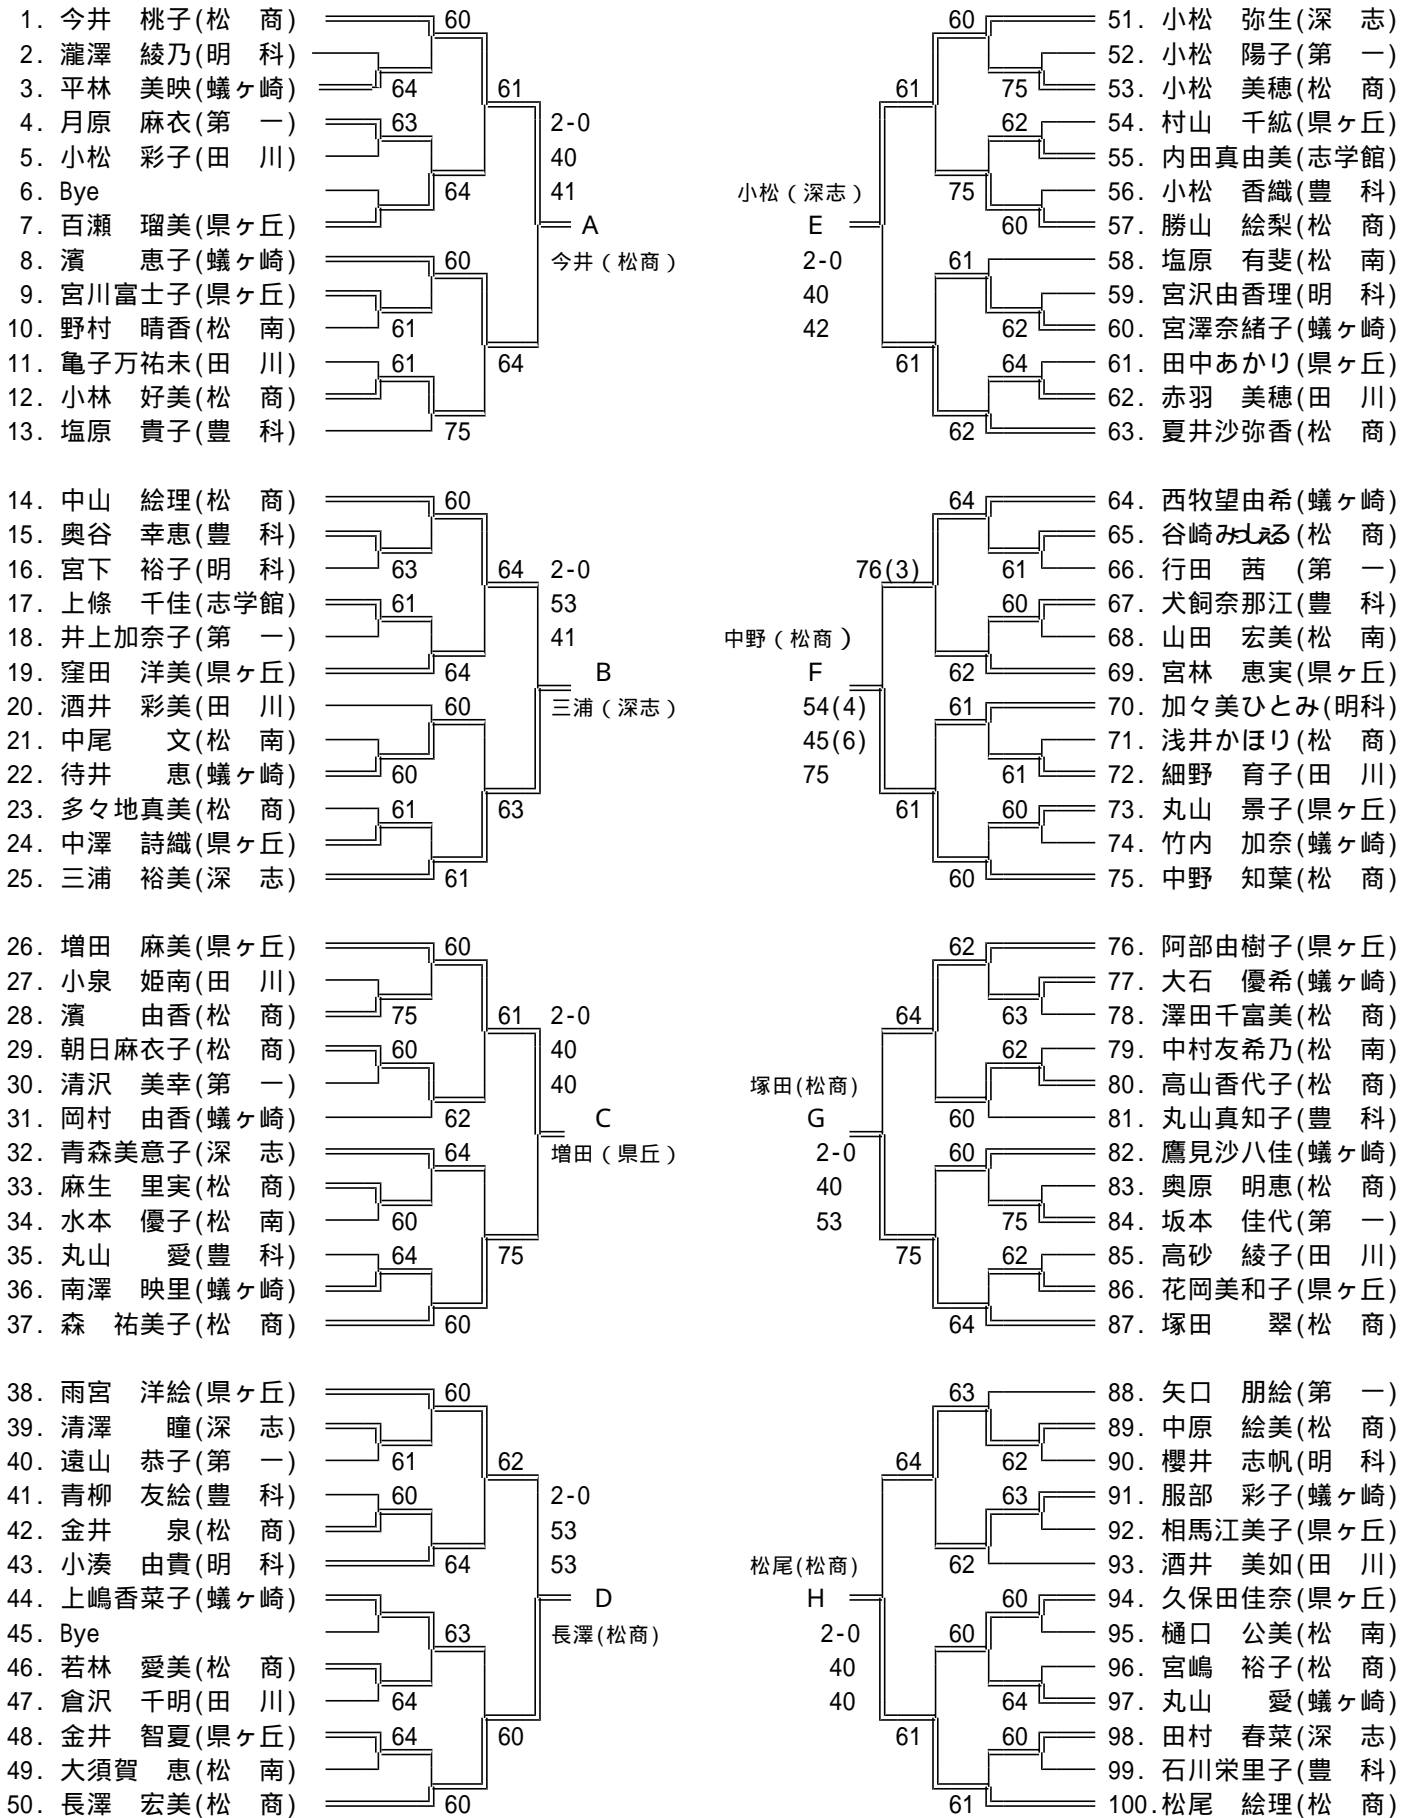 1. 今井 桃子(松 商)
60
2. 瀧澤 綾乃(明 科)
3. 平林 美映(蟻ヶ崎)
64
61
4. 月原 麻衣(第 一)
63
2-0
5. 小松 彩子(田 川)
40
6. Bye
64
41
7. 百瀬 瑠美(県ヶ丘)
A
8. 濱 恵子(蟻ヶ崎)
60
今井(松商)
9. 宮川富士子(県ヶ丘)
10. 野村 晴香(松 南)
61
11. 亀子万祐未(田 川)
61
64
12. 小林 好美(松 商)
13. 塩原 貴子(豊 科)
75
14. 中山 絵理(松 商)
60
15. 奥谷 幸恵(豊 科)
16. 宮下 裕子(明 科)
63
64
2-0
17. 上條 千佳(志学館)
61
53
18. 井上加奈子(第 一)
41
19. 窪田 洋美(県ヶ丘)
64
B
20. 酒井 彩美(田 川)
60
三浦(深志)
21. 中尾 文(松 南)
22. 待井 恵(蟻ヶ崎)
60
23. 多々地真美(松 商)
61
63
24. 中澤 詩織(県ヶ丘)
25. 三浦 裕美(深 志)
61
26. 増田 麻美(県ヶ丘)
60
27. 小泉 姫南(田 川)
28. 濱 由香(松 商)
75
61
2-0
29. 朝日麻衣子(松 商)
60
40
30. 清沢 美幸(第 一)
40
31. 岡村 由香(蟻ヶ崎)
62
C
32. 青森美意子(深 志)
64
増田(県丘)
33. 麻生 里実(松 商)
34. 水本 優子(松 南)
60
35. 丸山 愛(豊 科)
64
75
36. 南澤 映里(蟻ヶ崎)
37. 森 祐美子(松 商)
60
38. 雨宮 洋絵(県ヶ丘)
60
39. 清澤 瞳(深 志)
40. 遠山 恭子(第 一)
61
62
41. 青柳 友絵(豊 科)
60
2-0
42. 金井 泉(松 商)
53
43. 小湊 由貴(明 科)
64
53
44. 上嶋香菜子(蟻ヶ崎)
D
45. Bye
63
長澤(松商)
46. 若林 愛美(松 商)
47. 倉沢 千明(田 川)
64
48. 金井 智夏(県ヶ丘)
64
60
49. 大須賀 恵(松 南)
50. 長澤 宏美(松 商)
60
60
51. 小松 弥生(深 志)
52. 小松 陽子(第 一)
61
75
53. 小松 美穂(松 商)
62
54. 村山 千絋(県ヶ丘)
55. 内田真由美(志学館)
小松(深志)
75
56. 小松 香織(豊 科)
E
60
57. 勝山 絵梨(松 商)
2-0
61
58. 塩原 有斐(松 南)
40
59. 宮沢由香理(明 科)
42
62
60. 宮澤奈緒子(蟻ヶ崎)
61
64
61. 田中あかり(県ヶ丘)
62. 赤羽 美穂(田 川)
62
63. 夏井沙弥香(松 商)
64
64. 西牧望由希(蟻ヶ崎)
65. 谷崎みっしぇる(松 商)
76(3)
61
66. 行田 茜 (第 一)
60
67. 犬飼奈那江(豊 科)
中野(松商)
68. 山田 宏美(松 南)
F
62
69. 宮林 恵実(県ヶ丘)
54(4)
61
70. 加々美ひとみ(明科)
45(6)
71. 浅井かほり(松 商)
75
61
72. 細野 育子(田 川)
61
60
73. 丸山 景子(県ヶ丘)
74. 竹内 加奈(蟻ヶ崎)
60
75. 中野 知葉(松 商)
62
76. 阿部由樹子(県ヶ丘)
77. 大石 優希(蟻ヶ崎)
64
63
78. 澤田千富美(松 商)
62
79. 中村友希乃(松 南)
塚田(松商)
80. 高山香代子(松 商)
G
60
81. 丸山真知子(豊 科)
2-0
60
82. 鷹見沙八佳(蟻ヶ崎)
40
83. 奥原 明恵(松 商)
53
75
84. 坂本 佳代(第 一)
75
62
85. 高砂 綾子(田 川)
86. 花岡美和子(県ヶ丘)
64
87. 塚田 翠(松 商)
63
88. 矢口 朋絵(第 一)
89. 中原 絵美(松 商)
64
62
90. 櫻井 志帆(明 科)
63
91. 服部 彩子(蟻ヶ崎)
92. 相馬江美子(県ヶ丘)
松尾(松商)
62
93. 酒井 美如(田 川)
H
60
94. 久保田佳奈(県ヶ丘)
2-0
60
95. 樋口 公美(松 南)
40
96. 宮嶋 裕子(松 商)
40
64
97. 丸山 愛(蟻ヶ崎)
61
60
98. 田村 春菜(深 志)
99. 石川栄里子(豊 科)
61
100.松尾 絵理(松 商)